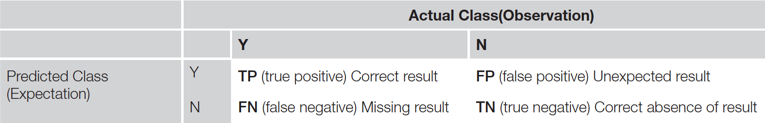 Actual Class(Observation)
Y N
Predicted Class
(Expectation)
Y TP (true positive) Correct result FP (false positive) Unexpected result
N FN (false negative) Missing result TN (true negative) Correct absence of result